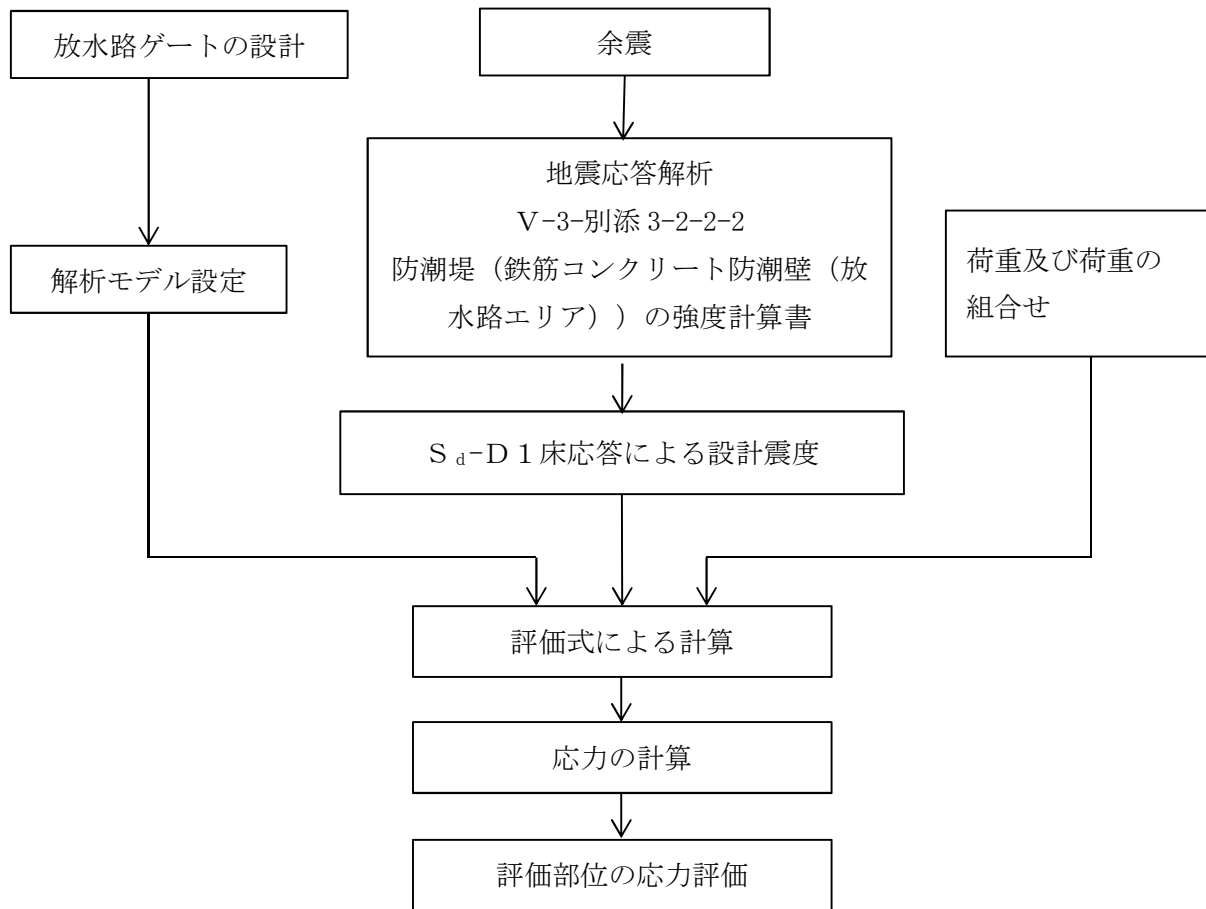 放水路ゲートの設計
余震
地震応答解析
Ⅴ-3-別添 3-2-2-2
防潮堤（鉄筋コンクリート防潮壁（放
水路エリア））の強度計算書
解析モデル設定
荷重及び荷重の
組合せ
Ｓd-Ｄ１床応答による設計震度
評価式による計算
応力の計算
評価部位の応力評価